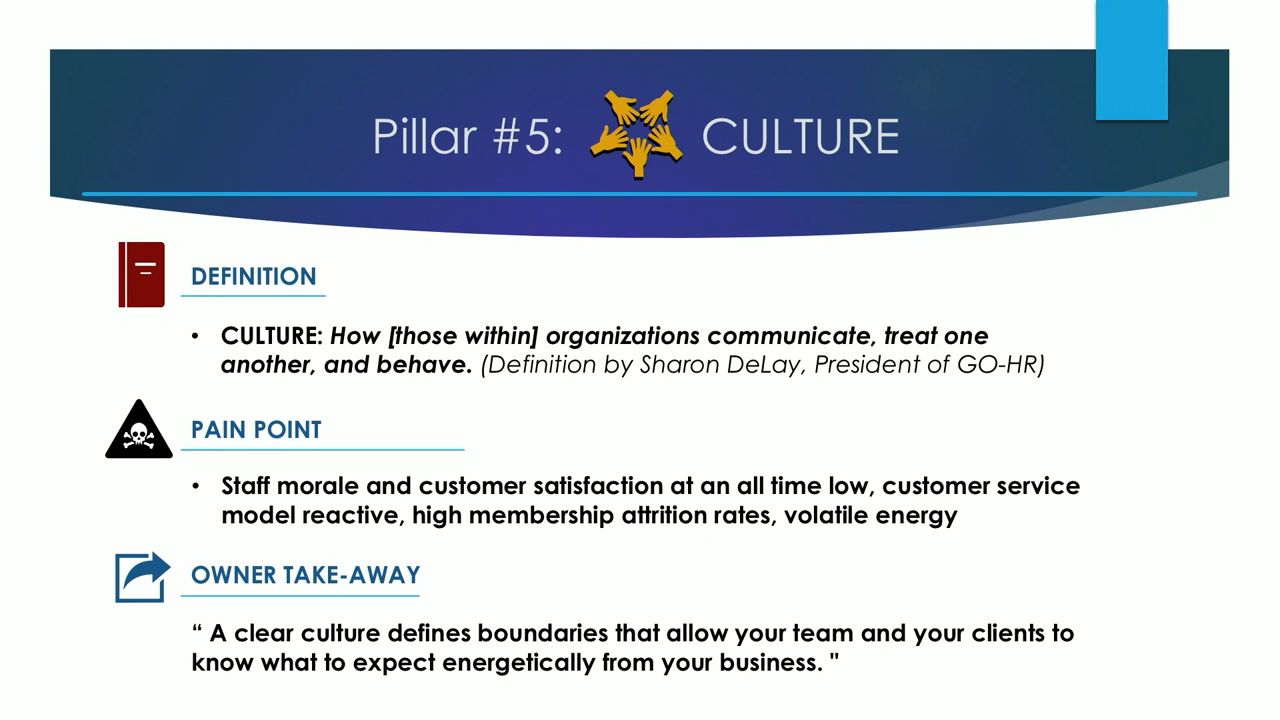 Pillar #5: CULTURE
DEFINITION
• CULTURE: How [those within] organizations communicate, treat one
another, and behave. (Definition by Sharon DeLay, President of GO-HR)
PAIN POINT
• Staff morale and customer satisfaction at an all time low, customer service
model reactive, high membership attrition rates, volatile energy
OWNER TAKE-AWAY
“ A clear culture defines boundaries that allow your team and your clients to
know what to expect energetically from your business. "